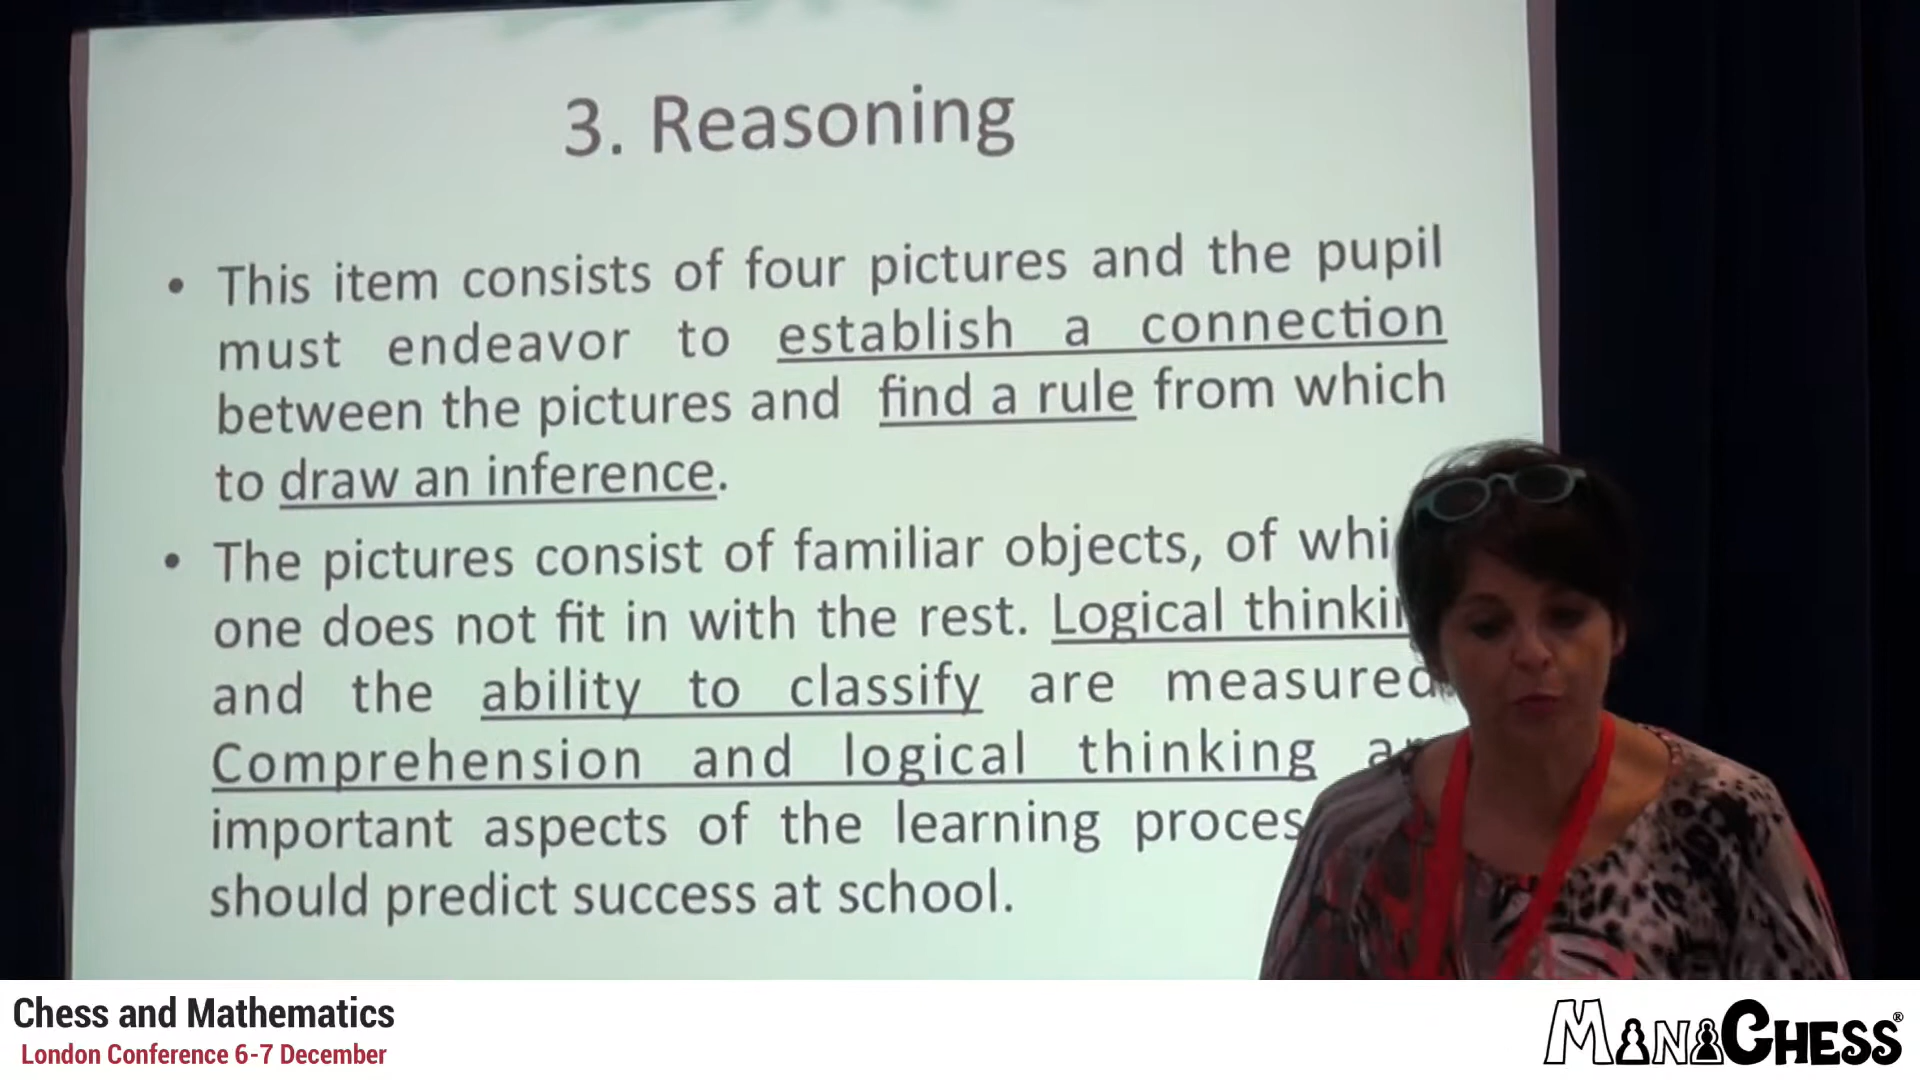 3. Reasoning
• This item consists of four pictures and the pupil
must endeavor to establish a connection
between the pictures and find a rule from which
to draw an inference.
• The pictures consist of familiar objects, of whi
one does not fit in with the rest. Logical thinkin
and the ability to classify are measured
Comprehension and logical thinking a
important aspects of the learning proces
should predict success at school.
Chess and Mathematics
London Conference 6-7 December
MANACHESS®